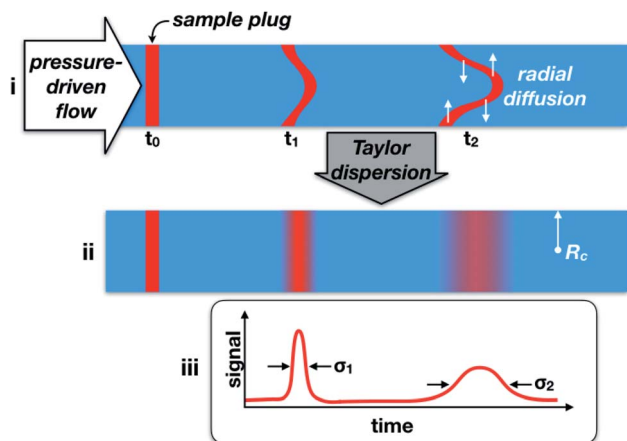 sample plug
i
pressure-
driven
flow
radial
diffusion
t₀
t₁
t₂
Taylor
dispersion
ii
R꜀
iii
signal
σ₁
σ₂
time